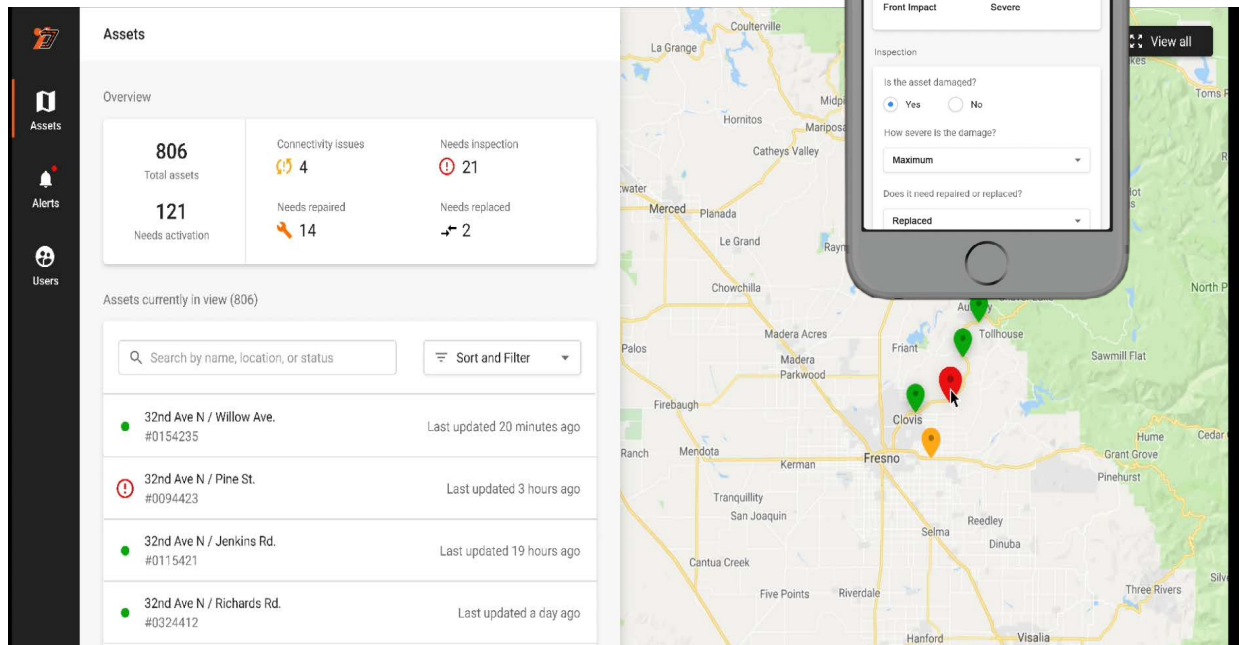 Assets
Overview
806
Total assets
121
Needs activation
Connectivity issues
4
Needs inspection
21
Needs repaired
14
Needs replaced
2
Assets currently in view (806)
Search by name, location, or status
Sort and Filter
32nd Ave N / Willow Ave.
#0154235
Last updated 20 minutes ago
32nd Ave N / Pine St.
#0094423
Last updated 3 hours ago
32nd Ave N / Jenkins Rd.
#0115421
Last updated 19 hours ago
32nd Ave N / Richards Rd.
#0324412
Last updated a day ago
Assets
Alerts
Users
Front Impact
Severe
Inspection
Is the asset damaged?
Yes
No
How severe is the damage?
Maximum
Does it need repaired or replaced?
Replaced
View all
Coulterville
La Grange
Toms
Hornitos
Mariposa
Catheys Valley
Merced
Planada
Le Grand
Chowchilla
North
Madera Acres
Friant
Tollhouse
Palos
Madera
Parkwood
Sawmill Flat
Firebaugh
Clovis
Ranch
Mendota
Kerman
Fresno
Hume
Cedar
Grant Grove
Pinehurst
Tranquillity
San Joaquin
Reedley
Selma
Dinuba
Cantua Creek
Five Points
Riverdale
Three Rivers
Hanford
Visalia